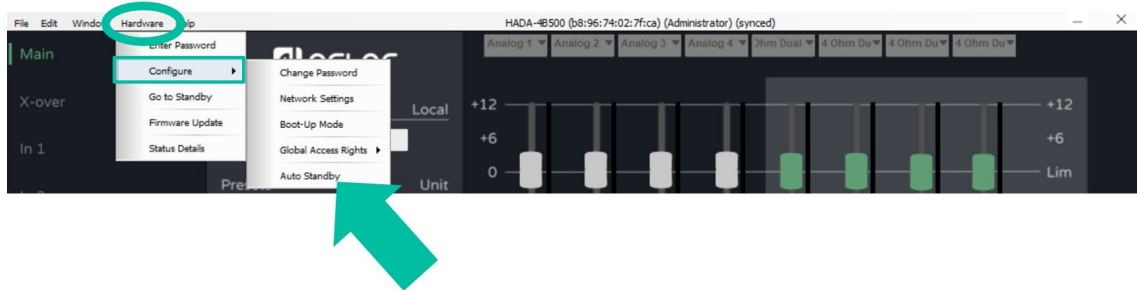 File Edit Hardware HADA-4B500 (b8:96:74:02:7f:ca) (Administrator) (synced)
Analog 1 Analog 2 Analog 3 Analog 4 Ohm Dual 4 Ohm Du 4 Ohm Du 4 Ohm Du
Main
Enter Password
Configure
Change Password
X-over
Go to Standby
Network Settings
Local
+12 +12
Firmware Update
Boot-Up Mode
+6 +6
In 1
Status Details
Global Access Rights
Auto Standby
0 Lim
Unit